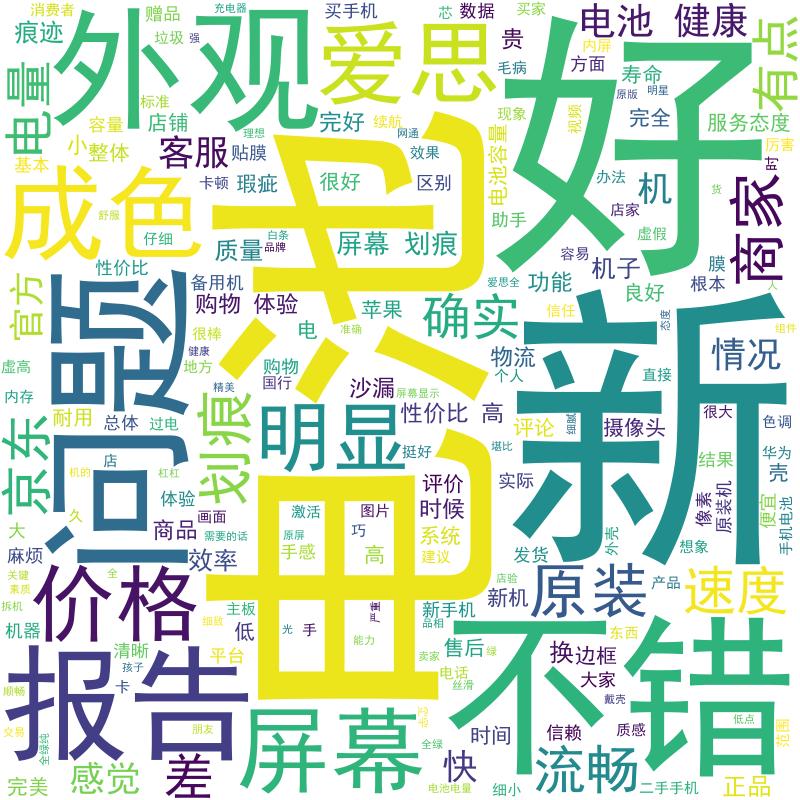 消费者
赠品
充电器
买手机
芯
数据
买家
电池 健康
有点
痕迹
垃圾
强
外观
爱思
贵
内屏
方面
毛病
寿命
原版
明星
好
电量
标准
容量
店铺
理想
完好
续航
网通
现象
视频
完全
服务态度
小
整体
客服
贴膜
效果
电池容量
厉害
基本
成色
卡顿
瑕疵
很好
区别
办法
机
货
舒服
电池
白条
品牌
助手
店家
虚假
商家
仔细
质量
屏幕 划痕
容易
机子
膜
根本
性价比
备用机
功能
爱思全
良好
人
官方
问题
购物 体验
苹果
确实
信任
态度
组件
很棒
电
准确
新
虚高
健康
地方
购物
国行
物流
个人
直接
情况
内存
精美
沙漏
屏幕显示
耐用
总体
过电
划痕
明显
性价比 高
评论
细腻
摄像头
很大
色调
京东
店
挺好
堪比
华为
机的
杠杠
体验
评价
实际
结果
壳
大
久
画面
激活
图片
时候
像素
原装机
便宜
手机电池
商品
需要的话
原屏
巧
系统
发货
外壳
想象
麻烦
效率
手感
高
建议
关键
素质
全
店验
价格
主板
严重
新手机
新机
原装
产品
速度
拆机
细致
光
手
品相
机器
低
能力
售后
不错
东西
清晰
平台
卖家
绿
换
边框
报告
孩子
卡
电话
大家
丝滑
戴壳
顺畅
屏幕
交易
朋友
时间
信赖
质感
低点
范围
全绿纯
全绿
差
快
流畅
完美
感觉
电池电量
细小
二手手机
正品